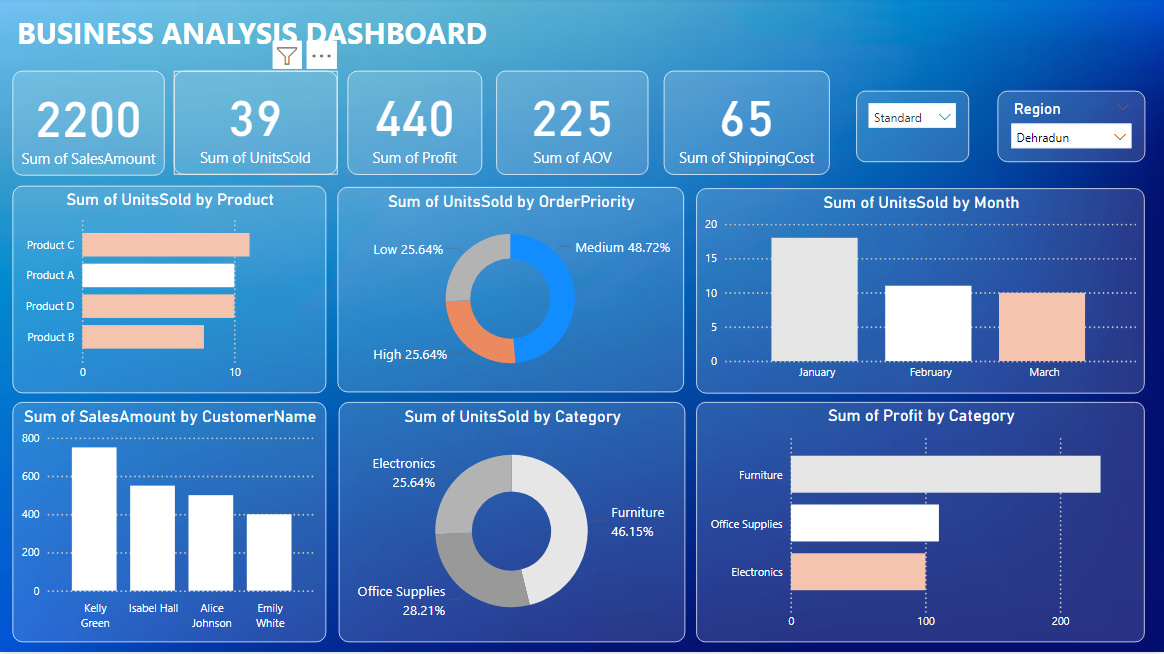 BUSINESS ANALYSIS DASHBOARD
2200
Sum of SalesAmount
39
Sum of UnitsSold
440
Sum of Profit
225
Sum of AOV
65
Sum of ShippingCost
Standard
Region
Dehradun
Sum of UnitsSold by Product
Product C
Product A
Product D
Product B
0 10
Sum of UnitsSold by OrderPriority
Low 25.64%
Medium 48.72%
High 25.64%
Sum of UnitsSold by Month
20
15
10
5
0
January February March
Sum of SalesAmount by CustomerName
800
600
400
200
0
Kelly
Green
Isabel Hall
Alice
Johnson
Emily
White
Sum of UnitsSold by Category
Electronics
25.64%
Furniture
46.15%
Office Supplies
28.21%
Sum of Profit by Category
Furniture
Office Supplies
Electronics
0 100 200